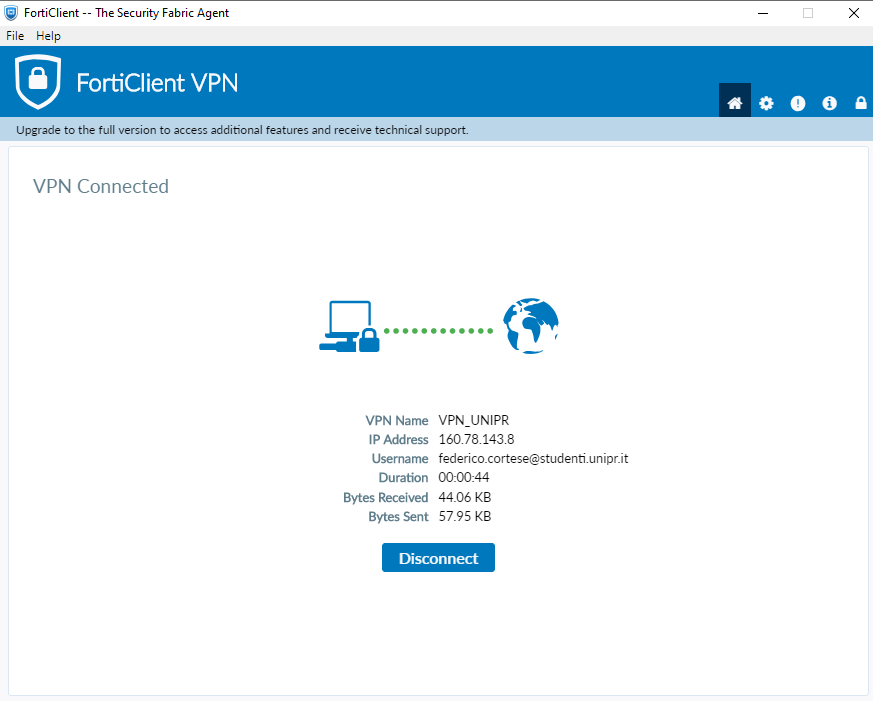 FortiClient -- The Security Fabric Agent
File Help
FortiClient VPN
Upgrade to the full version to access additional features and receive technical support.
VPN Connected
VPN Name VPN_UNIPR
IP Address 160.78.143.8
Username federico.cortese@studenti.unipr.it
Duration 00:00:44
Bytes Received 44.06 KB
Bytes Sent 57.95 KB
Disconnect